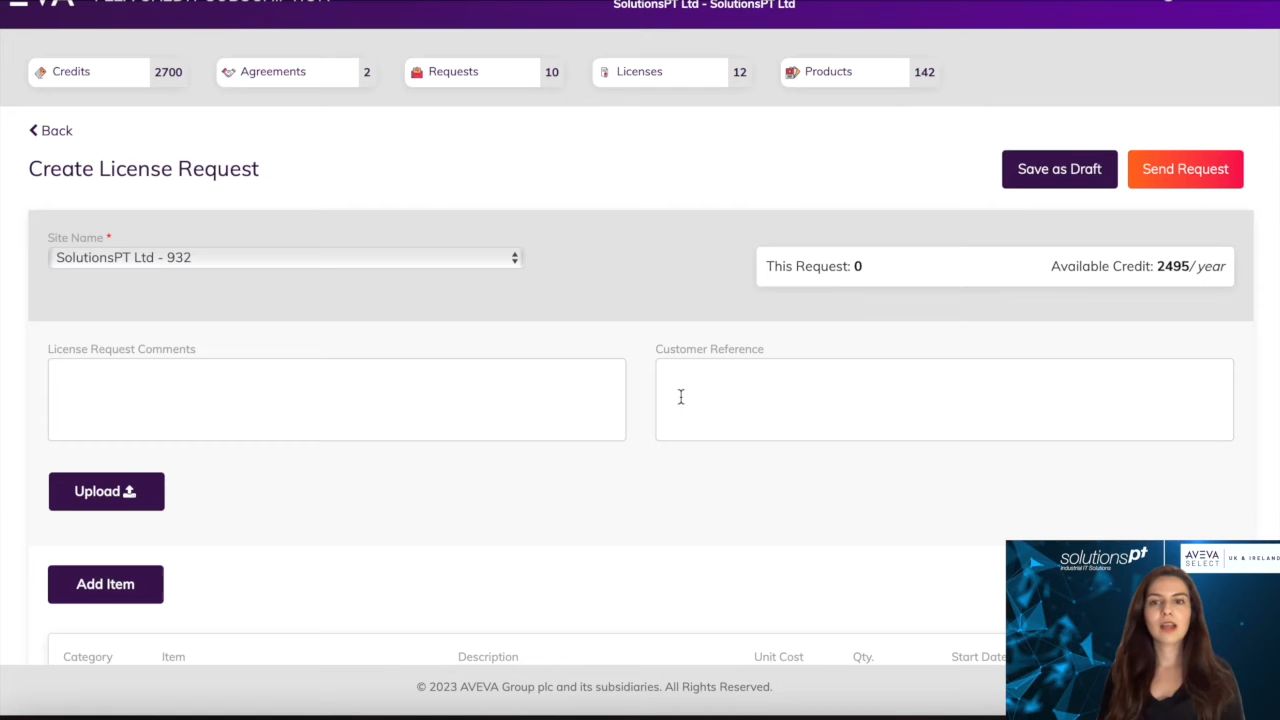 SolutionsPT Ltd - SolutionsPT Ltd
Credits 2700
Agreements 2
Requests 10
Licenses 12
Products 142
Back
Create License Request
Save as Draft
Send Request
Site Name *
SolutionsPT Ltd - 932
This Request: 0
Available Credit: 2495/ year
License Request Comments
Customer Reference
Upload
Add Item
Category Item Description Unit Cost Qty. Start Date
© 2023 AVEVA Group plc and its subsidiaries. All Rights Reserved.
solutionspt
Industrial IT Solutions
AVEVA
SELECT
UK & IRELAND